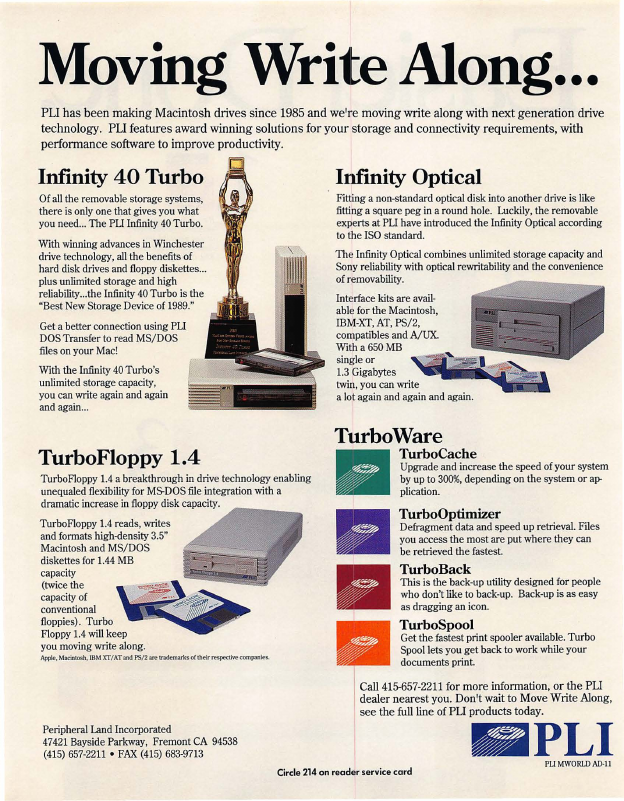 Moving Write Along...
PLI has been making Macintosh drives since 1985 and we're moving write along with next generation drive
technology. PLI features award winning solutions for your storage and connectivity requirements, with
performance software to improve productivity.
Infinity 40 Turbo
Of all the removable storage systems,
there is only one that gives you what
you need... The PLI Infinity 40 Turbo.
With winning advances in Winchester
drive technology, all the benefits of
hard disk drives and floppy diskettes...
plus unlimited storage and high
reliability...the Infinity 40 Turbo is the
"Best New Storage Device of 1989."
Get a better connection using PLI
DOS Transfer to read MS/DOS
files on your Mac!
With the Infinity 40 Turbo's
unlimited storage capacity,
you can write again and again
and again...
Infinity Optical
Fitting a non-standard optical disk into another drive is like
fitting a square peg in a round hole. Luckily, the removable
experts at PLI have introduced the Infinity Optical according
to the ISO standard.
The Infinity Optical combines unlimited storage capacity and
Sony reliability with optical rewritability and the convenience
of removability.
Interface kits are avail-
able for the Macintosh,
IBM-XT, AT, PS/2,
compatibles and A/UX.
With a 650 MB
single or
1.3 Gigabytes
twin, you can write
a lot again and again and again.
TurboFloppy 1.4
TurboFloppy 1.4 a breakthrough in drive technology enabling
unequaled flexibility for MS-DOS file integration with a
dramatic increase in floppy disk capacity.
TurboFloppy 1.4 reads, writes
and formats high-density 3.5"
Macintosh and MS/DOS
diskettes for 1.44 MB
capacity
(twice the
capacity of
conventional
floppies). Turbo
Floppy 1.4 will keep
you moving write along.
Apple, Macintosh, IBM XT/AT and PS/2 are trademarks of their respective companies.
TurboWare
TurboCache
Upgrade and increase the speed of your system
by up to 300%, depending on the system or ap-
plication.
TurboOptimizer
Defragment data and speed up retrieval. Files
you access the most are put where they can
be retrieved the fastest.
TurboBack
This is the back-up utility designed for people
who don't like to back-up. Back-up is as easy
as dragging an icon.
TurboSpool
Get the fastest print spooler available. Turbo
Spool lets you get back to work while your
documents print.
Call 415-657-2211 for more information, or the PLI
dealer nearest you. Don't wait to Move Write Along,
see the full line of PLI products today.
Peripheral Land Incorporated
47421 Bayside Parkway, Fremont CA 94538
(415) 657-2211 • FAX (415) 683-9713
PLI
PLI MWORLD AD-11
Circle 214 on reader service card